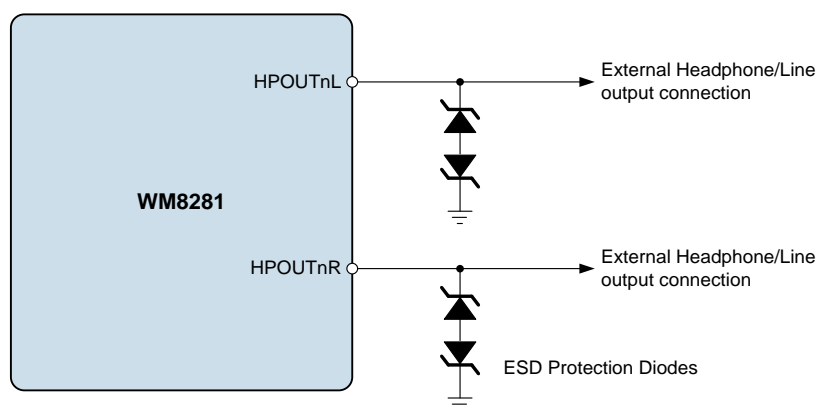 HPOUTnL
External Headphone/Line
output connection
WM8281
HPOUTnR
External Headphone/Line
output connection
ESD Protection Diodes